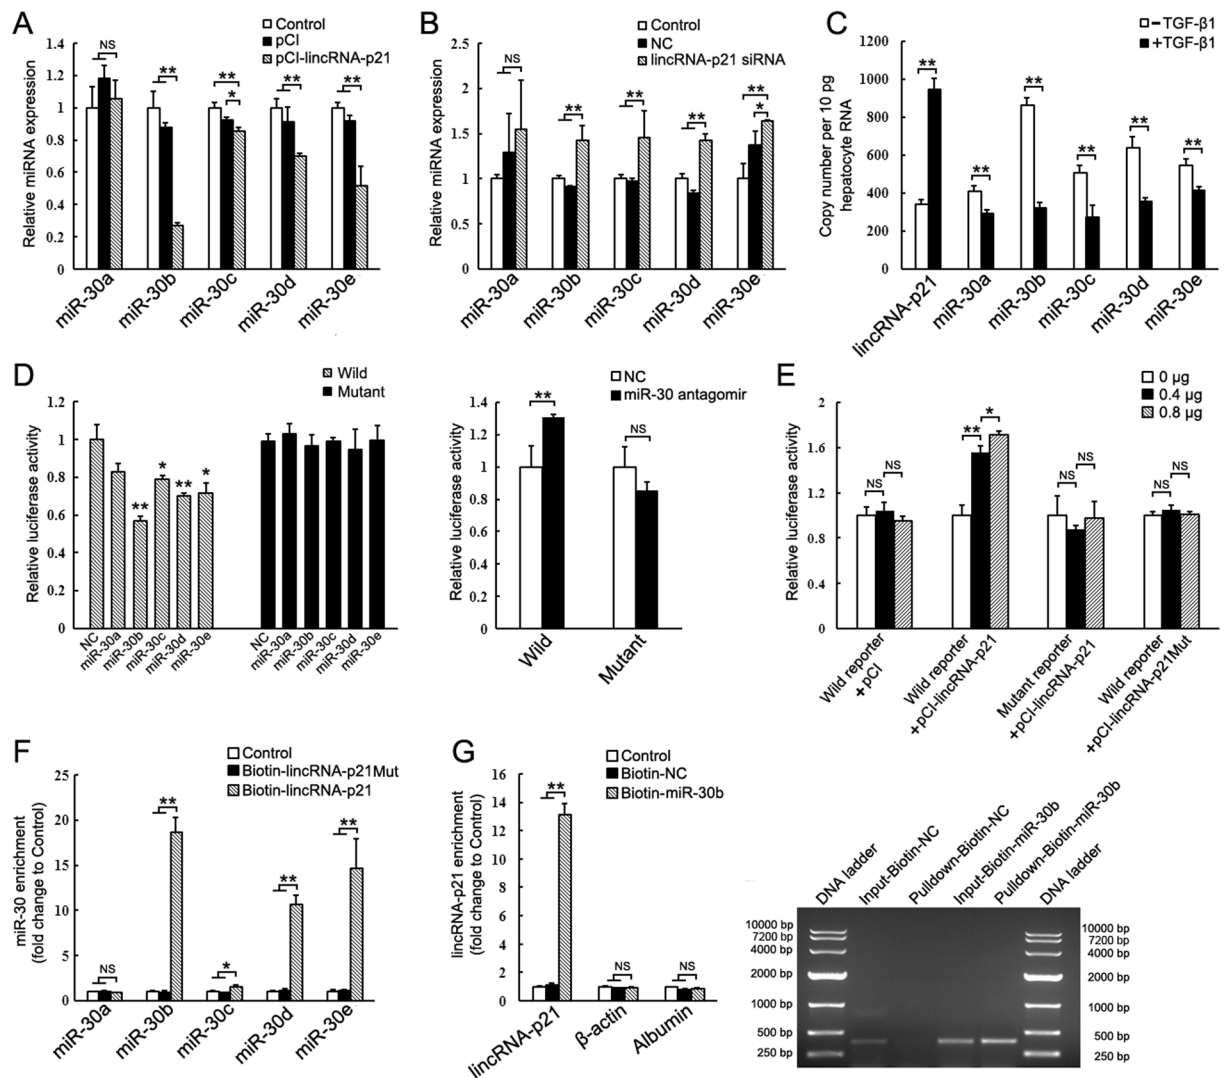 A
Control
pCI
pCI-lincRNA-p21
Relative miRNA expression
1.4
1.2
1
0.8
0.6
0.4
0.2
0
NS
**
**
*
**
**
miR-30a
miR-30b
miR-30c
miR-30d
miR-30e
B
Control
NC
lincRNA-p21 siRNA
Relative miRNA expression
2.5
2.0
1.5
1
0.5
0
NS
**
**
**
**
*
miR-30a
miR-30b
miR-30c
miR-30d
miR-30e
C
−TGF-β1
+TGF-β1
Copy number per 10 pg
hepatocyte RNA
1200
1000
800
600
400
200
0
**
**
**
**
**
**
lincRNA-p21
miR-30a
miR-30b
miR-30c
miR-30d
miR-30e
D
Wild
Mutant
Relative luciferase activity
1.2
1
0.8
0.6
0.4
0.2
0
**
*
**
*
NC
miR-30a
miR-30b
miR-30c
miR-30d
miR-30e
NC
miR-30a
miR-30b
miR-30c
miR-30d
miR-30e
NC
miR-30 antagomir
Relative luciferase activity
1.4
1.2
1
0.8
0.6
0.4
0.2
0
**
NS
Wild
Mutant
E
0 μg
0.4 μg
0.8 μg
Relative luciferase activity
2
1.6
1.2
0.8
0.4
0
NS
NS
**
*
NS
NS
NS
NS
Wild reporter
+pCI
Wild reporter
+pCI-lincRNA-p21
Mutant reporter
+pCI-lincRNA-p21
Wild reporter
+pCI-lincRNA-p21Mut
F
Control
Biotin-lincRNA-p21Mut
Biotin-lincRNA-p21
miR-30 enrichment
(fold change to Control)
25
20
15
10
5
0
NS
**
*
**
**
miR-30a
miR-30b
miR-30c
miR-30d
miR-30e
G
Control
Biotin-NC
Biotin-miR-30b
lincRNA-p21 enrichment
(fold change to Control)
16
14
12
10
8
6
4
2
0
**
NS
NS
lincRNA-p21
β-actin
Albumin
DNA ladder
Input-Biotin-NC
Pulldown-Biotin-NC
Input-Biotin-miR-30b
Pulldown-Biotin-miR-30b
DNA ladder
10000 bp
7200 bp
4000 bp
2000 bp
1000 bp
500 bp
250 bp
10000 bp
7200 bp
4000 bp
2000 bp
1000 bp
500 bp
250 bp